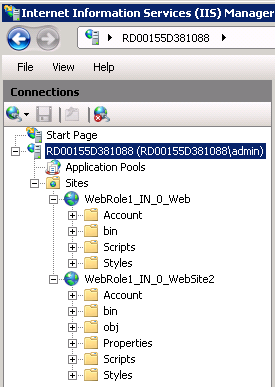 Internet Information Services (IIS) Manager
RD00155D381088
File View Help
Connections
Start Page
RD00155D381088 (RD00155D381088\admin)
Application Pools
Sites
WebRole1_IN_0_Web
Account
bin
Scripts
Styles
WebRole1_IN_0_WebSite2
Account
bin
obj
Properties
Scripts
Styles